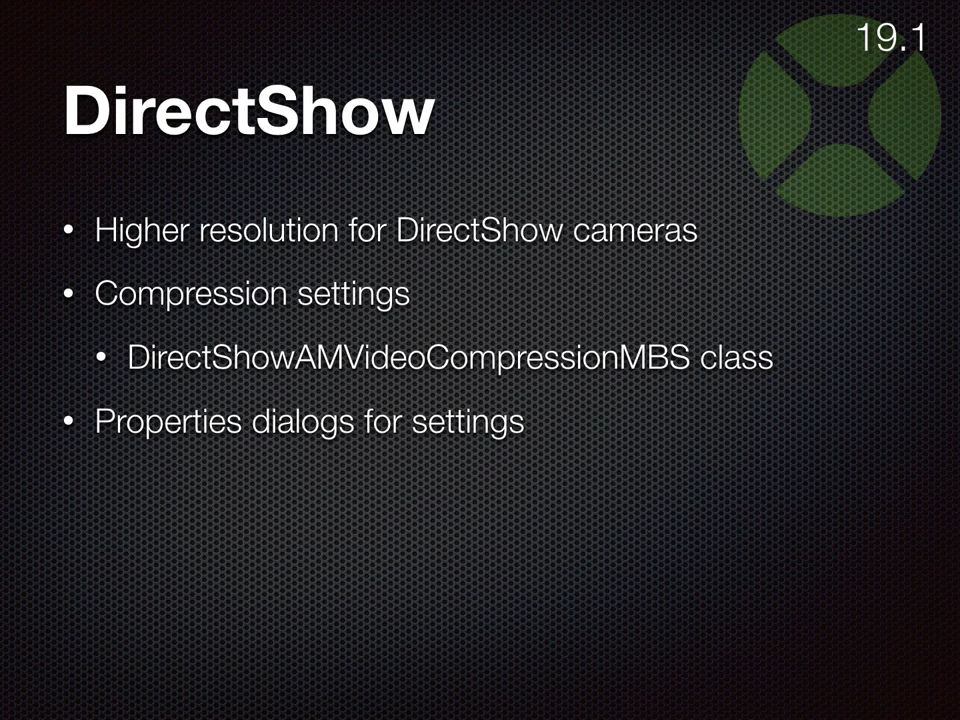 19.1
DirectShow
• Higher resolution for DirectShow cameras
• Compression settings
• DirectShowAMVideoCompressionMBS class
• Properties dialogs for settings